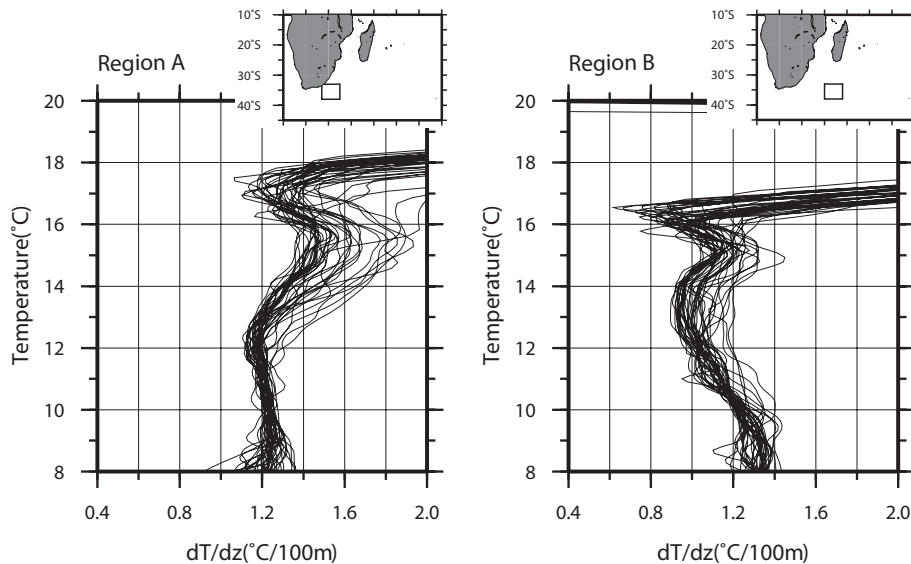 10˚S
20˚S
30˚S
40˚S
Region A
20
18
16
14
12
10
8
Temperature(˚C)
0.4 0.8 1.2 1.6 2.0
dT/dz(˚C/100m)
10˚S
20˚S
30˚S
40˚S
Region B
20
18
16
14
12
10
8
Temperature(˚C)
0.4 0.8 1.2 1.6 2.0
dT/dz(˚C/100m)